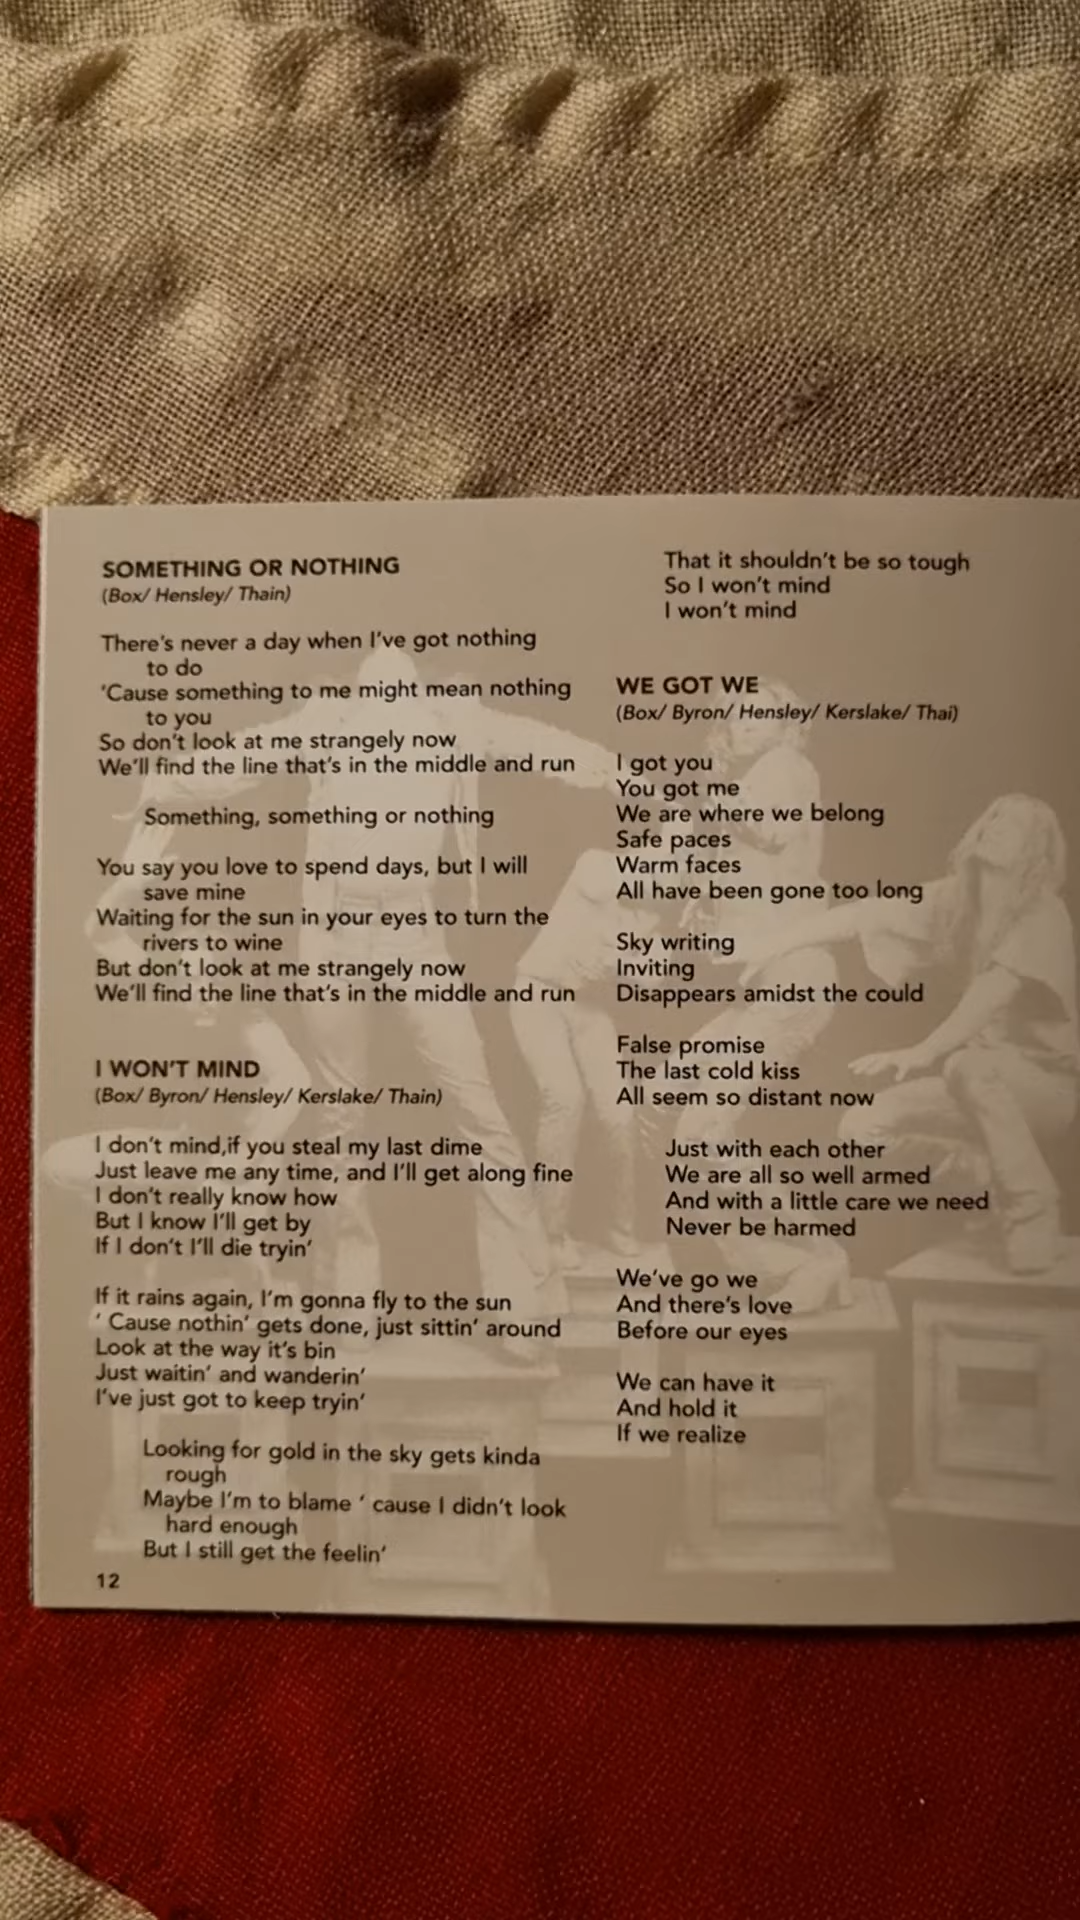 SOMETHING OR NOTHING
(Box/ Hensley/ Thain)
There's never a day when I've got nothing
to do
'Cause something to me might mean nothing
to you
So don't look at me strangely now
We'll find the line that's in the middle and run
Something, something or nothing
You say you love to spend days, but I will
save mine
Waiting for the sun in your eyes to turn the
rivers to wine
But don't look at me strangely now
We'll find the line that's in the middle and run
I WON'T MIND
(Box/ Byron/ Hensley/ Kerslake/ Thain)
I don't mind,if you steal my last dime
Just leave me any time, and I'll get along fine
I don't really know how
But I know I'll get by
If I don't I'll die tryin'
If it rains again, I'm gonna fly to the sun
' Cause nothin' gets done, just sittin' around
Look at the way it's bin
Just waitin' and wanderin'
I've just got to keep tryin'
Looking for gold in the sky gets kinda
rough
Maybe I'm to blame ' cause I didn't look
hard enough
But I still get the feelin'
12
That it shouldn't be so tough
So I won't mind
I won't mind
WE GOT WE
(Box/ Byron/ Hensley/ Kerslake/ Thai)
I got you
You got me
We are where we belong
Safe paces
Warm faces
All have been gone too long
Sky writing
Inviting
Disappears amidst the could
False promise
The last cold kiss
All seem so distant now
Just with each other
We are all so well armed
And with a little care we need
Never be harmed
We've go we
And there's love
Before our eyes
We can have it
And hold it
If we realize